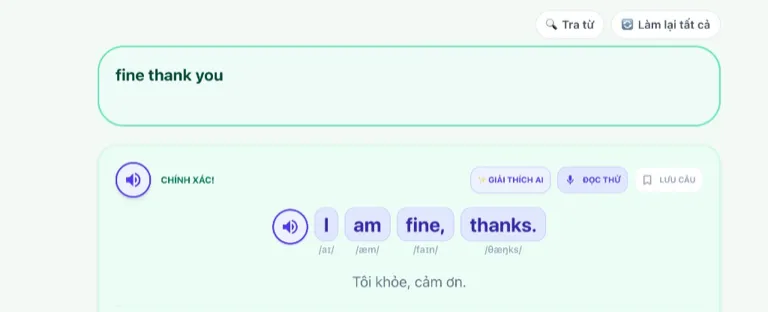 🔍 Tra từ 🔄 Làm lại tất cả
fine thank you
CHÍNH XÁC! ✨ GIẢI THÍCH AI ĐỌC THỬ LƯU CÂU
I am fine, thanks.
/aɪ/ /æm/ /faɪn/ /θæŋks/
Tôi khỏe, cảm ơn.